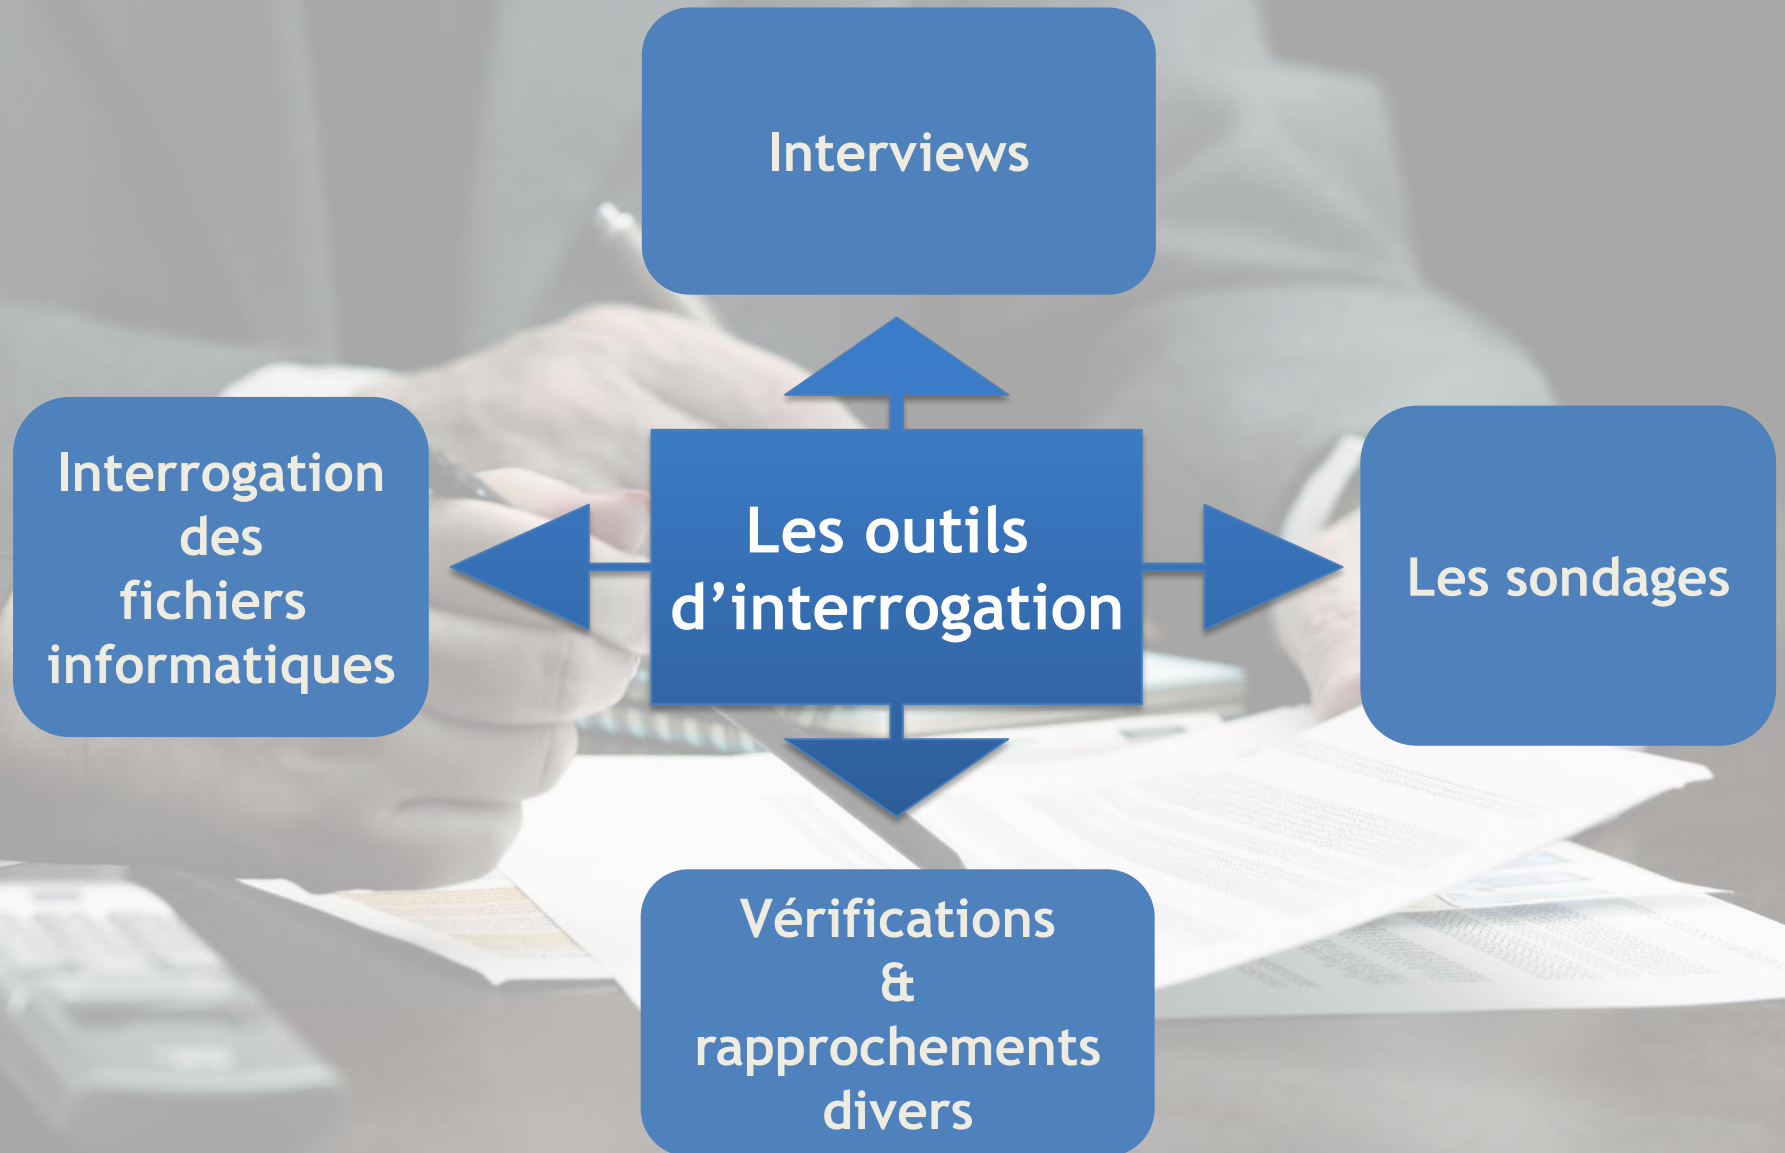 Interviews
Interrogation
des
fichiers
informatiques
Les outils
d’interrogation
Les sondages
Vérifications
&
rapprochements
divers